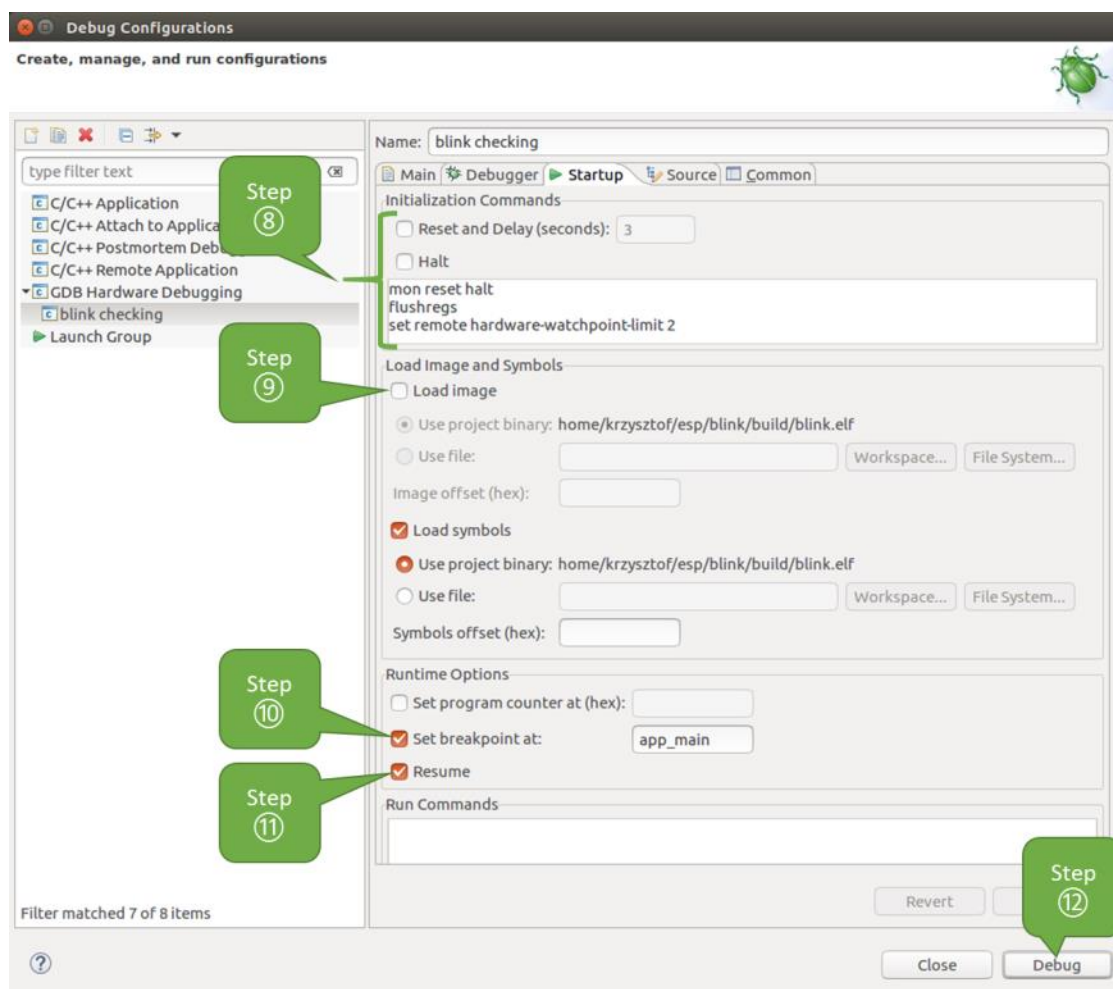 Debug Configurations
Create, manage, and run configurations
type filter text
C/C++ Application
C/C++ Attach to Applica
C/C++ Postmortem Debu
C/C++ Remote Application
GDB Hardware Debugging
blink checking
Launch Group
Filter matched 7 of 8 items
Step
⑧
Step
⑨
Step
⑩
Step
⑪
Name: blink checking
Main Debugger Startup Source Common
Initialization Commands
Reset and Delay (seconds): 3
Halt
mon reset halt
flushregs
set remote hardware-watchpoint-limit 2
Load Image and Symbols
Load image
Use project binary: home/krzysztof/esp/blink/build/blink.elf
Use file: Workspace... File System...
Image offset (hex):
Load symbols
Use project binary: home/krzysztof/esp/blink/build/blink.elf
Use file: Workspace... File System...
Symbols offset (hex):
Runtime Options
Set program counter at (hex):
Set breakpoint at: app_main
Resume
Run Commands
Step
⑫
Revert
Close Debug